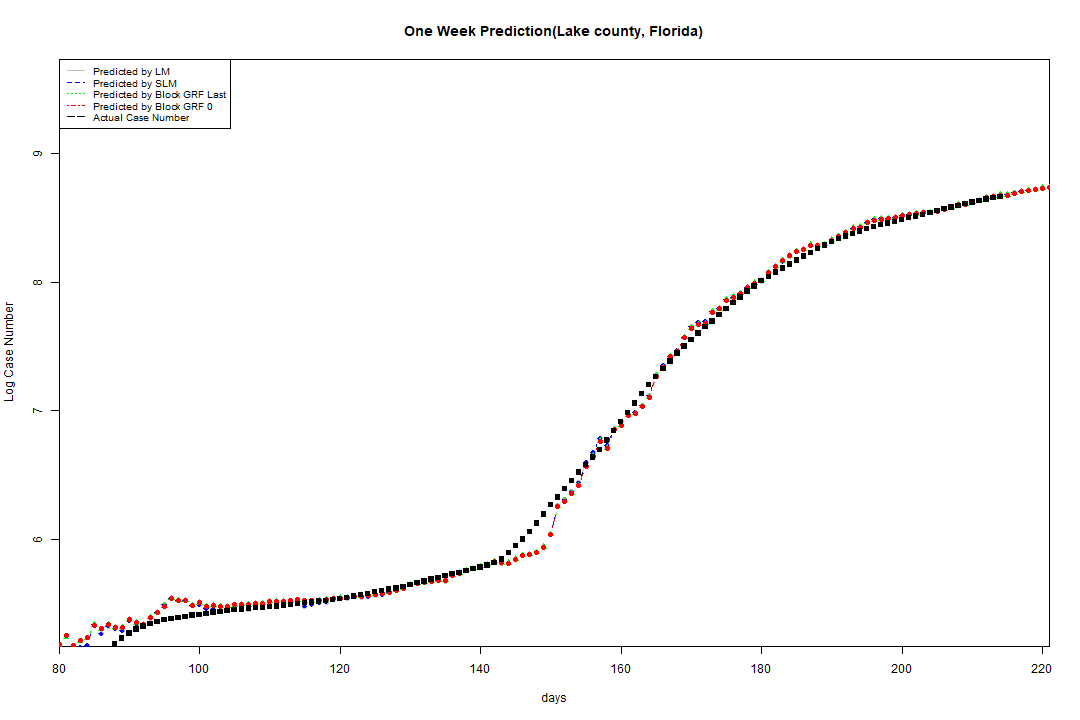 One Week Prediction(Lake county, Florida)
Predicted by LM
Predicted by SLM
Predicted by Block GRF Last
Predicted by Block GRF 0
Actual Case Number
9
8
7
6
Log Case Number
80 100 120 140 160 180 200 220
days